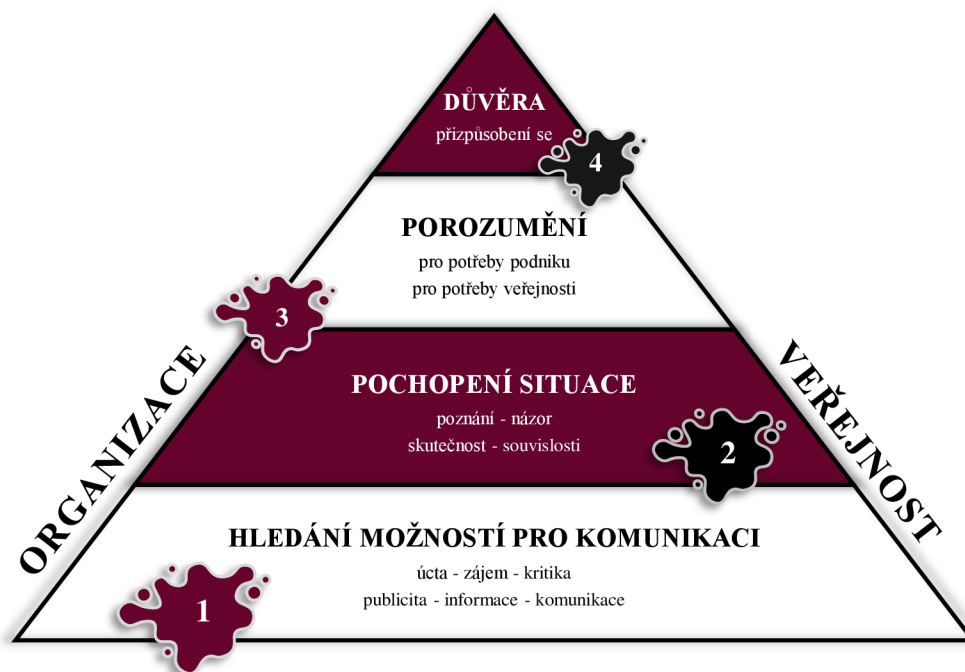 DŮVĚRA
přizpůsobení se
4
POROZUMĚNÍ
pro potřeby podniku
pro potřeby veřejnosti
3
ORGANIZACE
VEŘEJNOST
POCHOPENÍ SITUACE
poznání - názor
skutečnost - souvislosti
2
HLEDÁNÍ MOŽNOSTÍ PRO KOMUNIKACI
úcta - zájem - kritika
publicita - informace - komunikace
1